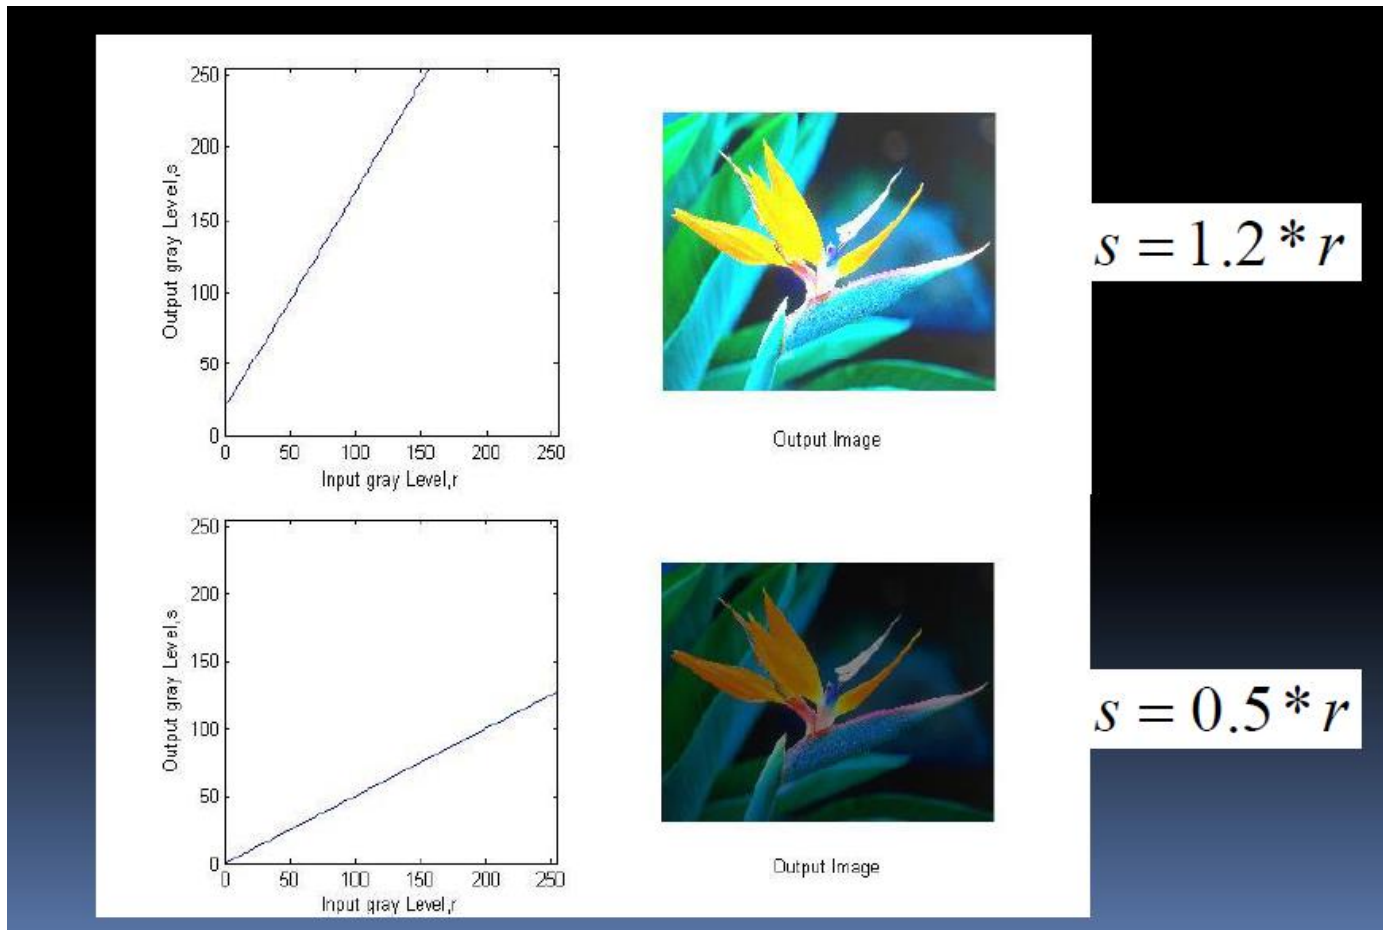 250
200
150
100
50
0
Output gray Level,s
0 50 100 150 200 250
Input gray Level,r
Output Image
s = 1.2 * r
250
200
150
100
50
0
Output gray Level,s
0 50 100 150 200 250
Input gray Level,r
Output Image
s = 0.5 * r